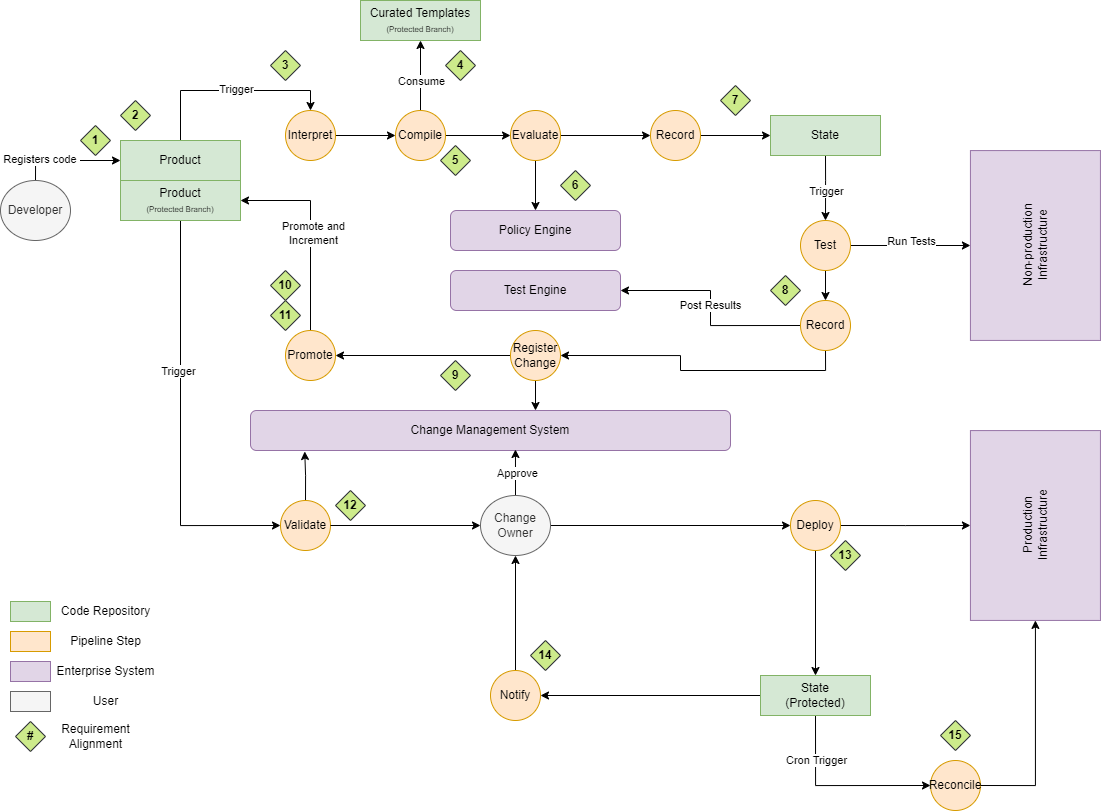 Curated Templates
(Protected Branch)
3
4
Trigger
Consume
7
2
1
Interpret
Compile
Evaluate
Record
State
Registers code
Product
5
6
Trigger
Product
(Protected Branch)
Developer
Policy Engine
Promote and
Increment
Test
Run Tests
Non-production
Infrastructure
10
Test Engine
8
Post Results
11
Record
Promote
Register
Change
9
Trigger
Change Management System
Approve
12
Validate
Change
Owner
Deploy
Production
Infrastructure
13
Code Repository
Pipeline Step
14
Enterprise System
Notify
State
(Protected)
User
#
Requirement
Alignment
15
Cron Trigger
Reconcile